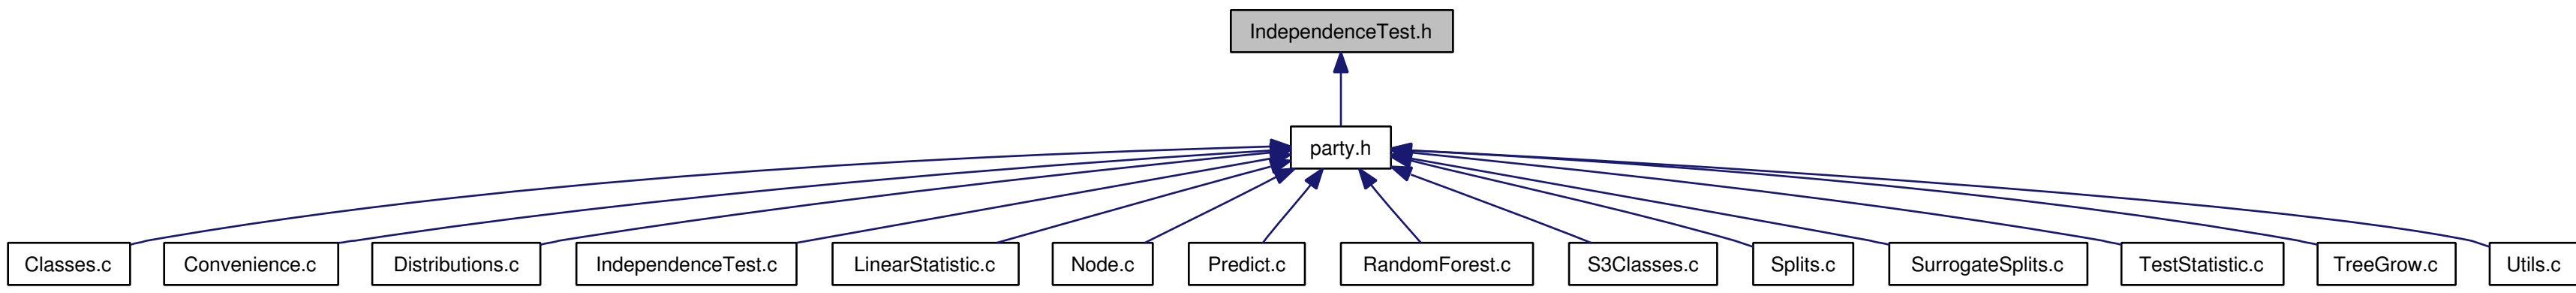 IndependenceTest.h
party.h
Classes.c
Convenience.c
Distributions.c
IndependenceTest.c
LinearStatistic.c
Node.c
Predict.c
RandomForest.c
S3Classes.c
Splits.c
SurrogateSplits.c
TestStatistic.c
TreeGrow.c
Utils.c